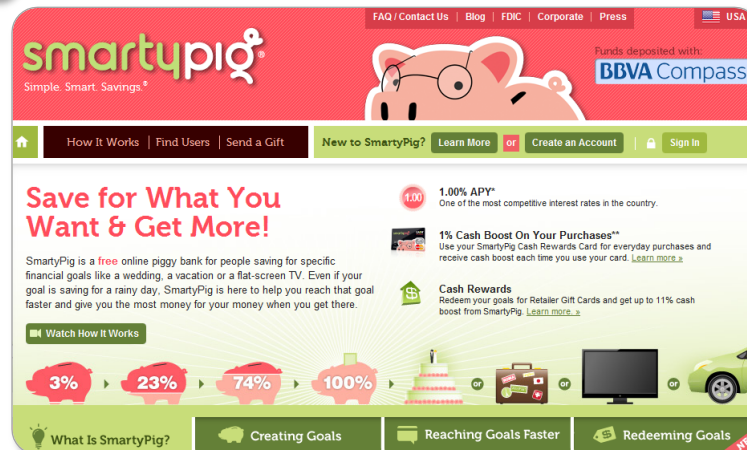 FAQ / Contact Us | Blog | FDIC | Corporate | Press
USA
smartypig®
Simple. Smart. Savings.®
Funds deposited with:
BBVA Compass
How It Works | Find Users | Send a Gift
New to SmartyPig? Learn More or Create an Account | Sign In
Save for What You
Want & Get More!
SmartyPig is a free online piggy bank for people saving for specific
financial goals like a wedding, a vacation or a flat-screen TV. Even if your
goal is saving for a rainy day, SmartyPig is here to help you reach that goal
faster and give you the most money for your money when you get there.
Watch How It Works
1.00
1.00% APY*
One of the most competitive interest rates in the country.
1% Cash Boost On Your Purchases**
Use your SmartyPig Cash Rewards Card for everyday purchases and
receive cash boost each time you use your card. Learn more »
Cash Rewards
Redeem your goals for Retailer Gift Cards and get up to 11% cash
boost from SmartyPig. Learn more. »
3% 23% 74% 100% or or or
What Is SmartyPig?
Creating Goals
Reaching Goals Faster
Redeeming Goals